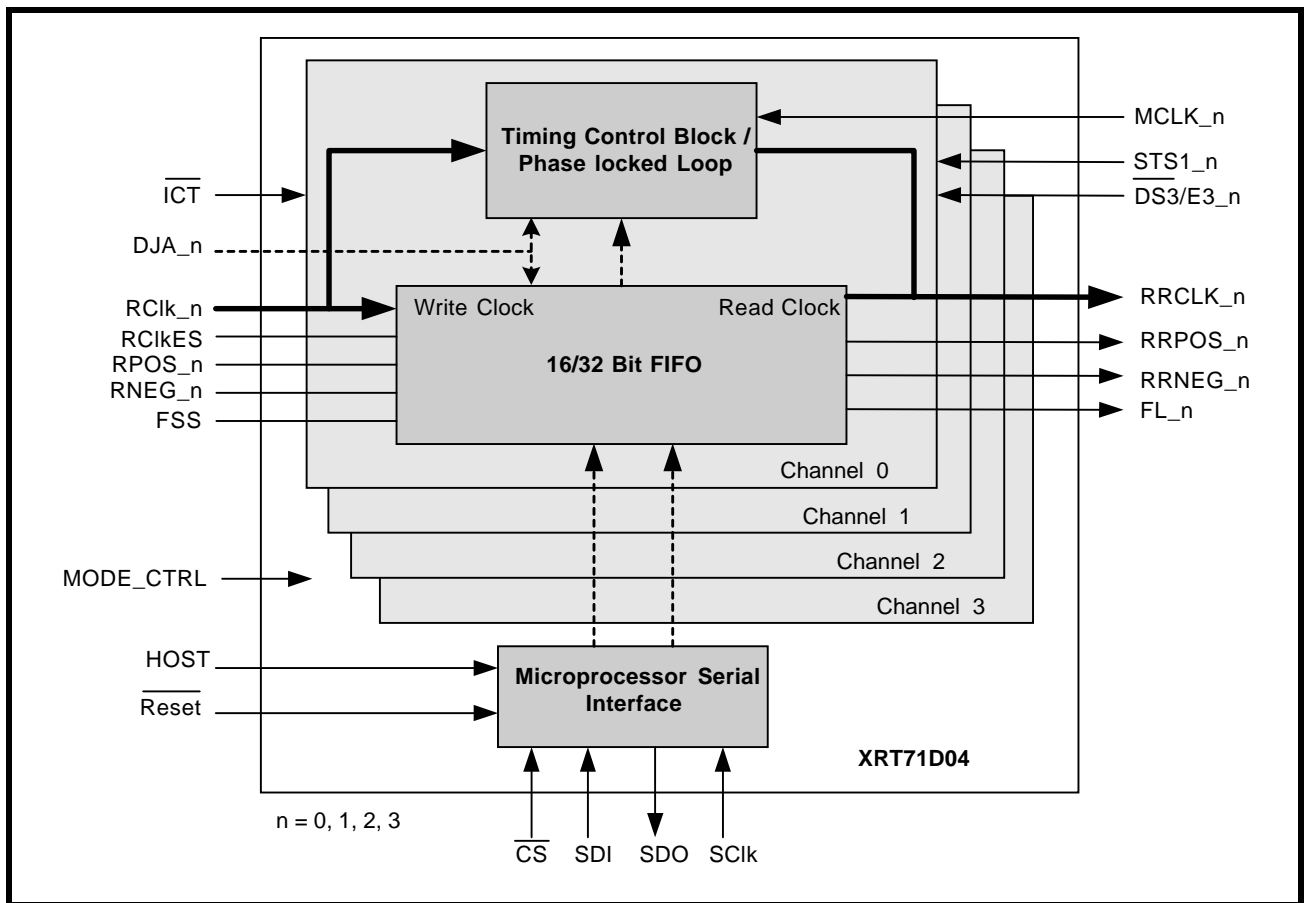 Timing Control Block /
Phase locked Loop
MCLK_n
STS1_n
DS3/E3_n
ICT
DJA_n
RClk_n
RClkES
RPOS_n
RNEG_n
FSS
Write Clock
Read Clock
16/32 Bit FIFO
RRCLK_n
RRPOS_n
RRNEG_n
FL_n
Channel 0
Channel 1
Channel 2
Channel 3
MODE_CTRL
HOST
Reset
Microprocessor Serial
Interface
XRT71D04
n = 0, 1, 2, 3
CS
SDI
SDO
SClk